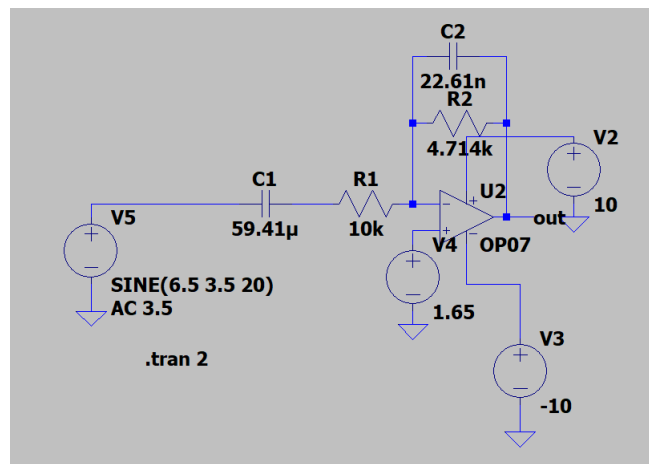 C2
22.61n
R2
4.714k
V2
10
C1
59.41µ
R1
10k
U2
OP07
out
V5
SINE(6.5 3.5 20)
AC 3.5
V4
1.65
V3
-10
.tran 2